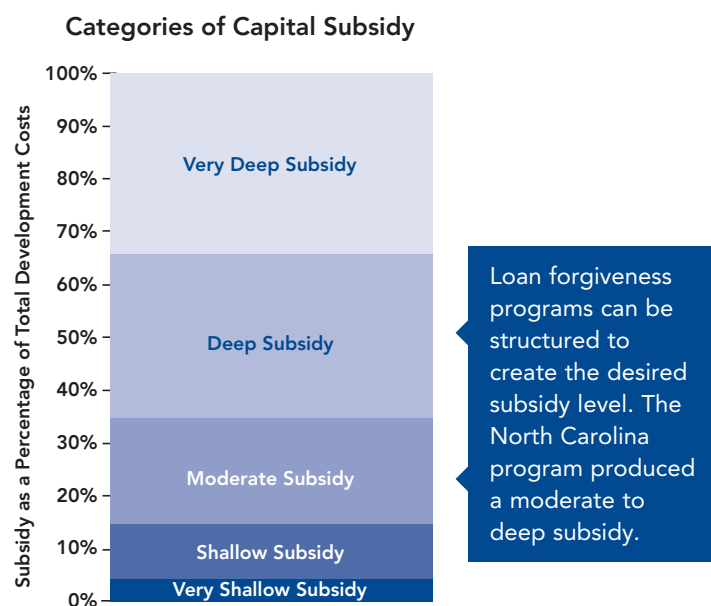 Categories of Capital Subsidy
Subsidy as a Percentage of Total Development Costs
100%
90%
80%
70%
60%
50%
40%
30%
20%
10%
0%
Very Deep Subsidy
Deep Subsidy
Moderate Subsidy
Shallow Subsidy
Very Shallow Subsidy
Loan forgiveness
programs can be
structured to
create the desired
subsidy level. The
North Carolina
program produced
a moderate to
deep subsidy.